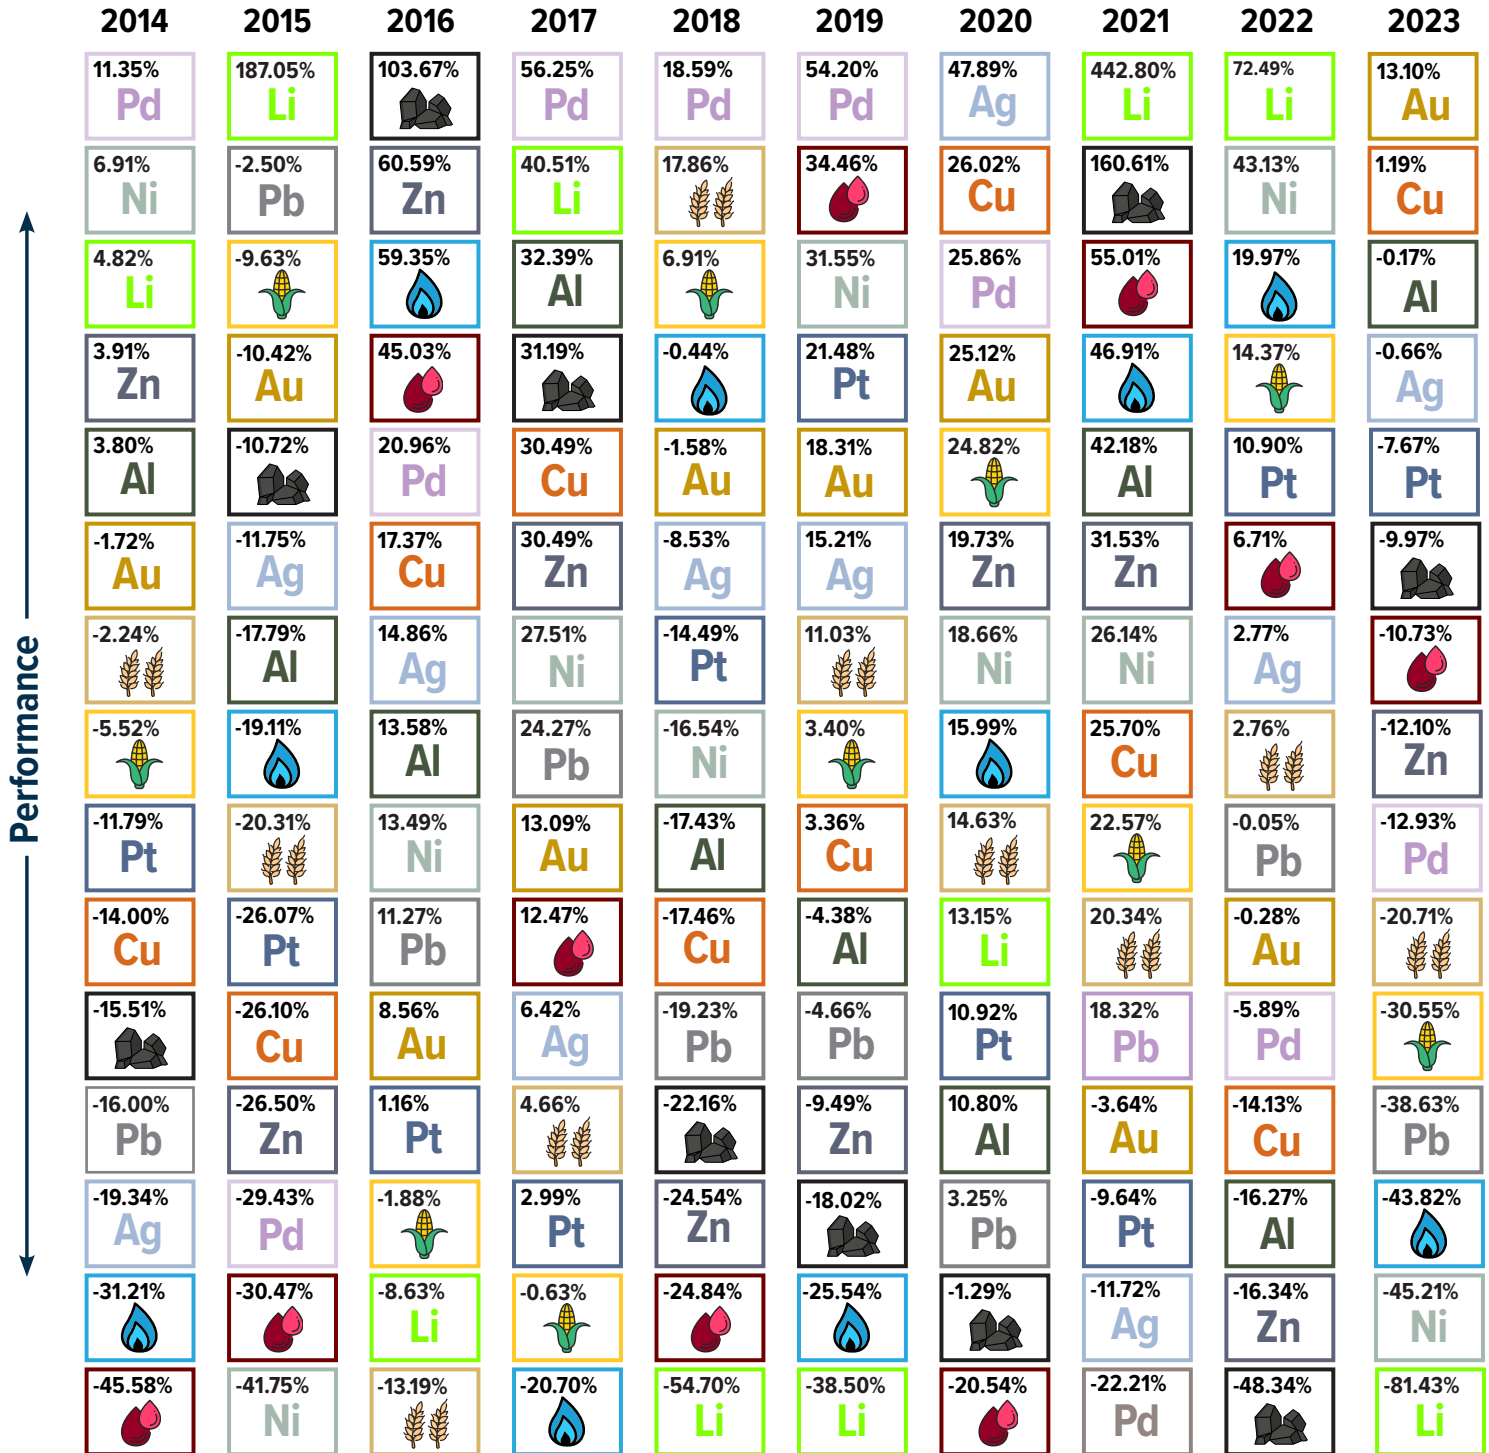 2014 2015 2016 2017 2018 2019 2020 2021 2022 2023
11.35% 187.05% 103.67% 56.25% 18.59% 54.20% 47.89% 442.80% 72.49% 13.10%
Pd Li Pd Pd Pd Ag Li Li Au
6.91% -2.50% 60.59% 40.51% 17.86% 34.46% 26.02% 160.61% 43.13% 1.19%
Ni Pb Zn Li Cu Ni Cu
4.82% -9.63% 59.35% 32.39% 6.91% 31.55% 25.86% 55.01% 19.97% -0.17%
Li Al Ni Pd Al
3.91% -10.42% 45.03% 31.19% -0.44% 21.48% 25.12% 46.91% 14.37% -0.66%
Zn Au Pt Au Ag
3.80% -10.72% 20.96% 30.49% -1.58% 18.31% 24.82% 42.18% 10.90% -7.67%
Al Pd Cu Au Au Al Pt Pt
-1.72% -11.75% 17.37% 30.49% -8.53% 15.21% 19.73% 31.53% 6.71% -9.97%
Au Ag Cu Zn Ag Ag Zn Zn
-2.24% -17.79% 14.86% 27.51% -14.49% 11.03% 18.66% 26.14% 2.77% -10.73%
Al Ag Ni Pt Ni Ni Ag
Performance
-5.52% -19.11% 13.58% 24.27% -16.54% 3.40% 15.99% 25.70% 2.76% -12.10%
Al Pb Ni Cu Zn
-11.79% -20.31% 13.49% 13.09% -17.43% 3.36% 14.63% 22.57% -0.05% -12.93%
Pt Ni Au Al Cu Pb Pd
-14.00% -26.07% 11.27% 12.47% -17.46% -4.38% 13.15% 20.34% -0.28% -20.71%
Cu Pt Pb Cu Al Li Au
-15.51% -26.10% 8.56% 6.42% -19.23% -4.66% 10.92% 18.32% -5.89% -30.55%
Cu Au Ag Pb Pb Pt Pb Pd
-16.00% -26.50% 1.16% 4.66% -22.16% -9.49% 10.80% -3.64% -14.13% -38.63%
Pb Zn Pt Zn Al Au Cu Pb
-19.34% -29.43% -1.88% 2.99% -24.54% -18.02% 3.25% -9.64% -16.27% -43.82%
Ag Pd Pt Zn Pb Pt Al
-31.21% -30.47% -8.63% -0.63% -24.84% -25.54% -1.29% -11.72% -16.34% -45.21%
Li Ag Zn Ni
-45.58% -41.75% -13.19% -20.70% -54.70% -38.50% -20.54% -22.21% -48.34% -81.43%
Ni Li Li Pd Li